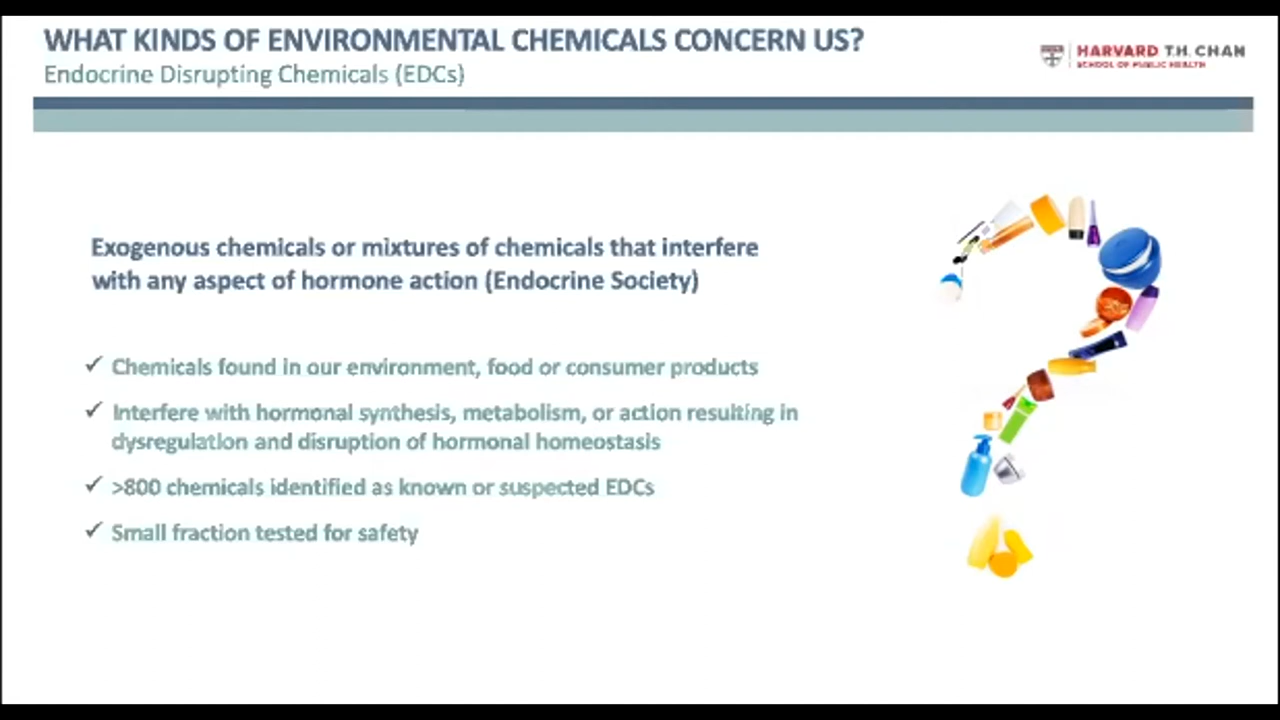 WHAT KINDS OF ENVIRONMENTAL CHEMICALS CONCERN US?
Endocrine Disrupting Chemicals (EDCs)
HARVARD T.H. CHAN
SCHOOL OF PUBLIC HEALTH
Exogenous chemicals or mixtures of chemicals that interfere
with any aspect of hormone action (Endocrine Society)
✓ Chemicals found in our environment, food or consumer products
✓ Interfere with hormonal synthesis, metabolism, or action resulting in
dysregulation and disruption of hormonal homeostasis
✓ >800 chemicals identified as known or suspected EDCs
✓ Small fraction tested for safety